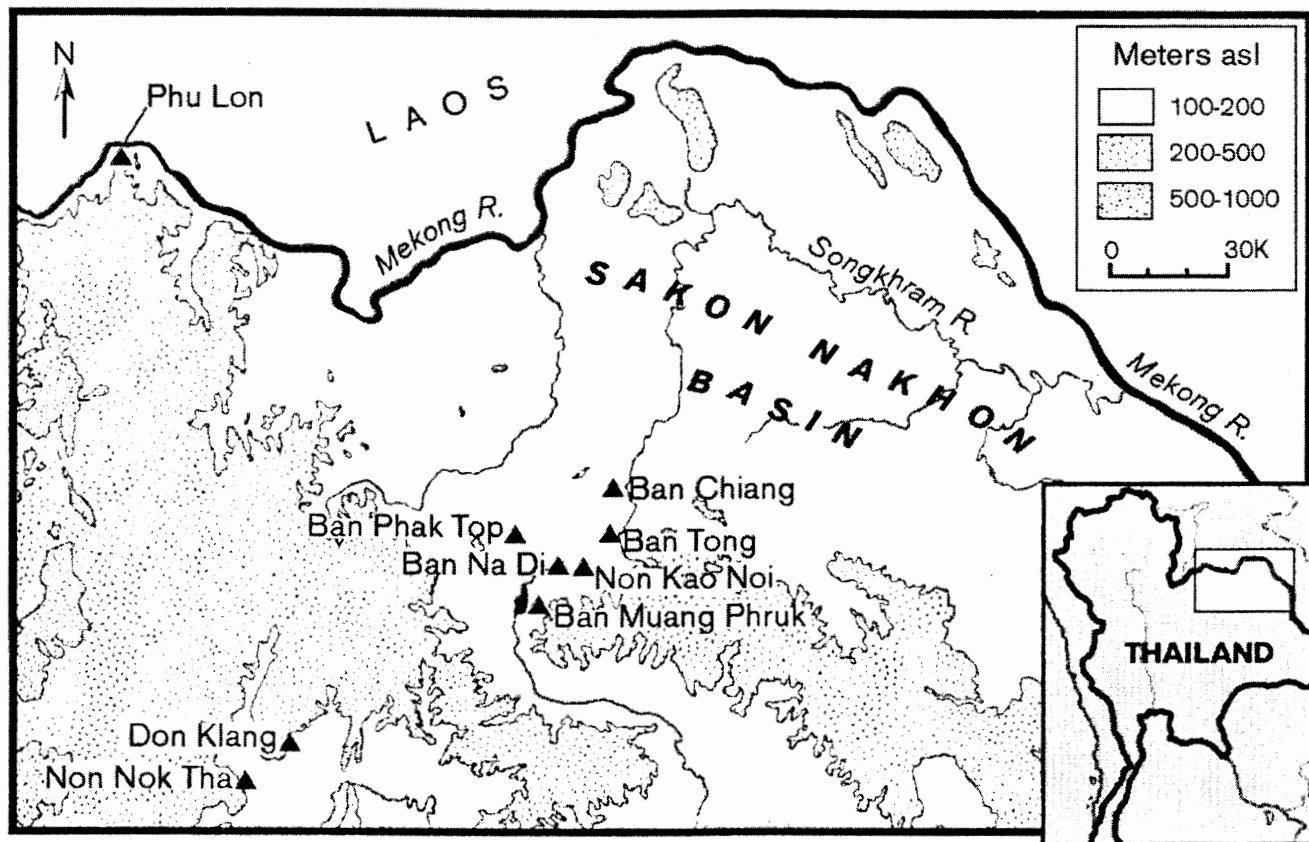 N
Phu Lon
LAOS
Meters asl
100-200
200-500
500-1000
0 30K
Mekong R.
Songkhram R.
SAKON NAKHON
BASIN
Mekong R.
Ban Chiang
Ban Phak Top
Ban Tong
Ban Na Di
Non Kao Noi
Ban Muang Phruk
THAILAND
Don Klang
Non Nok Tha